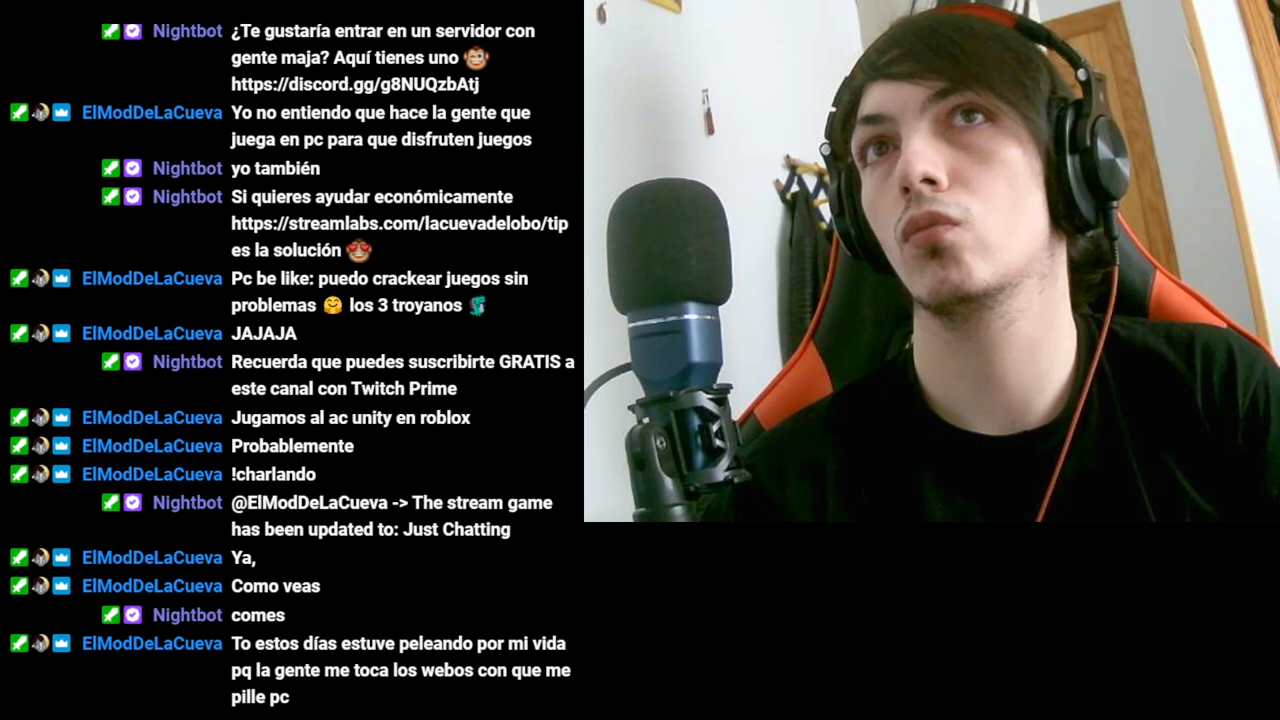 Nightbot ¿Te gustaría entrar en un servidor con
gente maja? Aquí tienes uno 🐵
https://discord.gg/g8NUQzbAtj
ElModDeLaCueva Yo no entiendo que hace la gente que
juega en pc para que disfruten juegos
Nightbot yo también
Nightbot Si quieres ayudar económicamente
https://streamlabs.com/lacuevadelobo/tip
es la solución
ElModDeLaCueva Pc be like: puedo crackear juegos sin
problemas 🤗 los 3 troyanos
ElModDeLaCueva JAJAJA
Nightbot Recuerda que puedes suscribirte GRATIS a
este canal con Twitch Prime
ElModDeLaCueva Jugamos al ac unity en roblox
ElModDeLaCueva Probablemente
ElModDeLaCueva !charlando
Nightbot @ElModDeLaCueva -> The stream game
has been updated to: Just Chatting
ElModDeLaCueva Ya,
ElModDeLaCueva Como veas
Nightbot comes
ElModDeLaCueva To estos días estuve peleando por mi vida
pq la gente me toca los webos con que me
pille pc